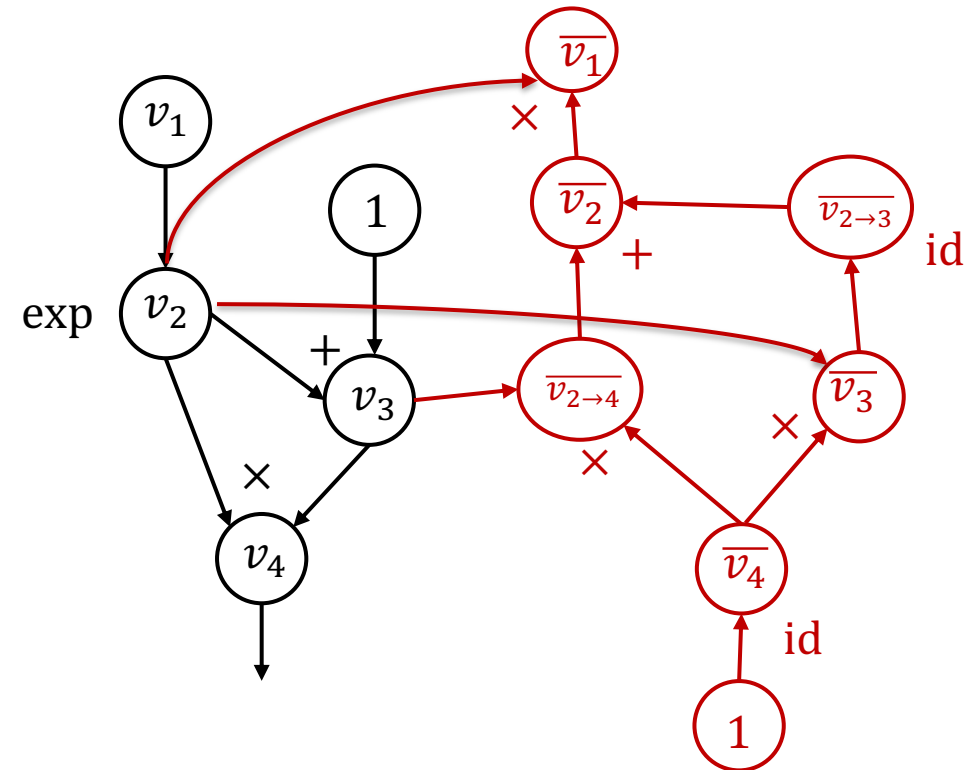 v₁
1
exp
v₂
+
v₃
×
v₄
v̅₁
×
v̅₂
v̅₂→₃
+
id
v̅₂→₄
v̅₃
×
×
v̅₄
id
1